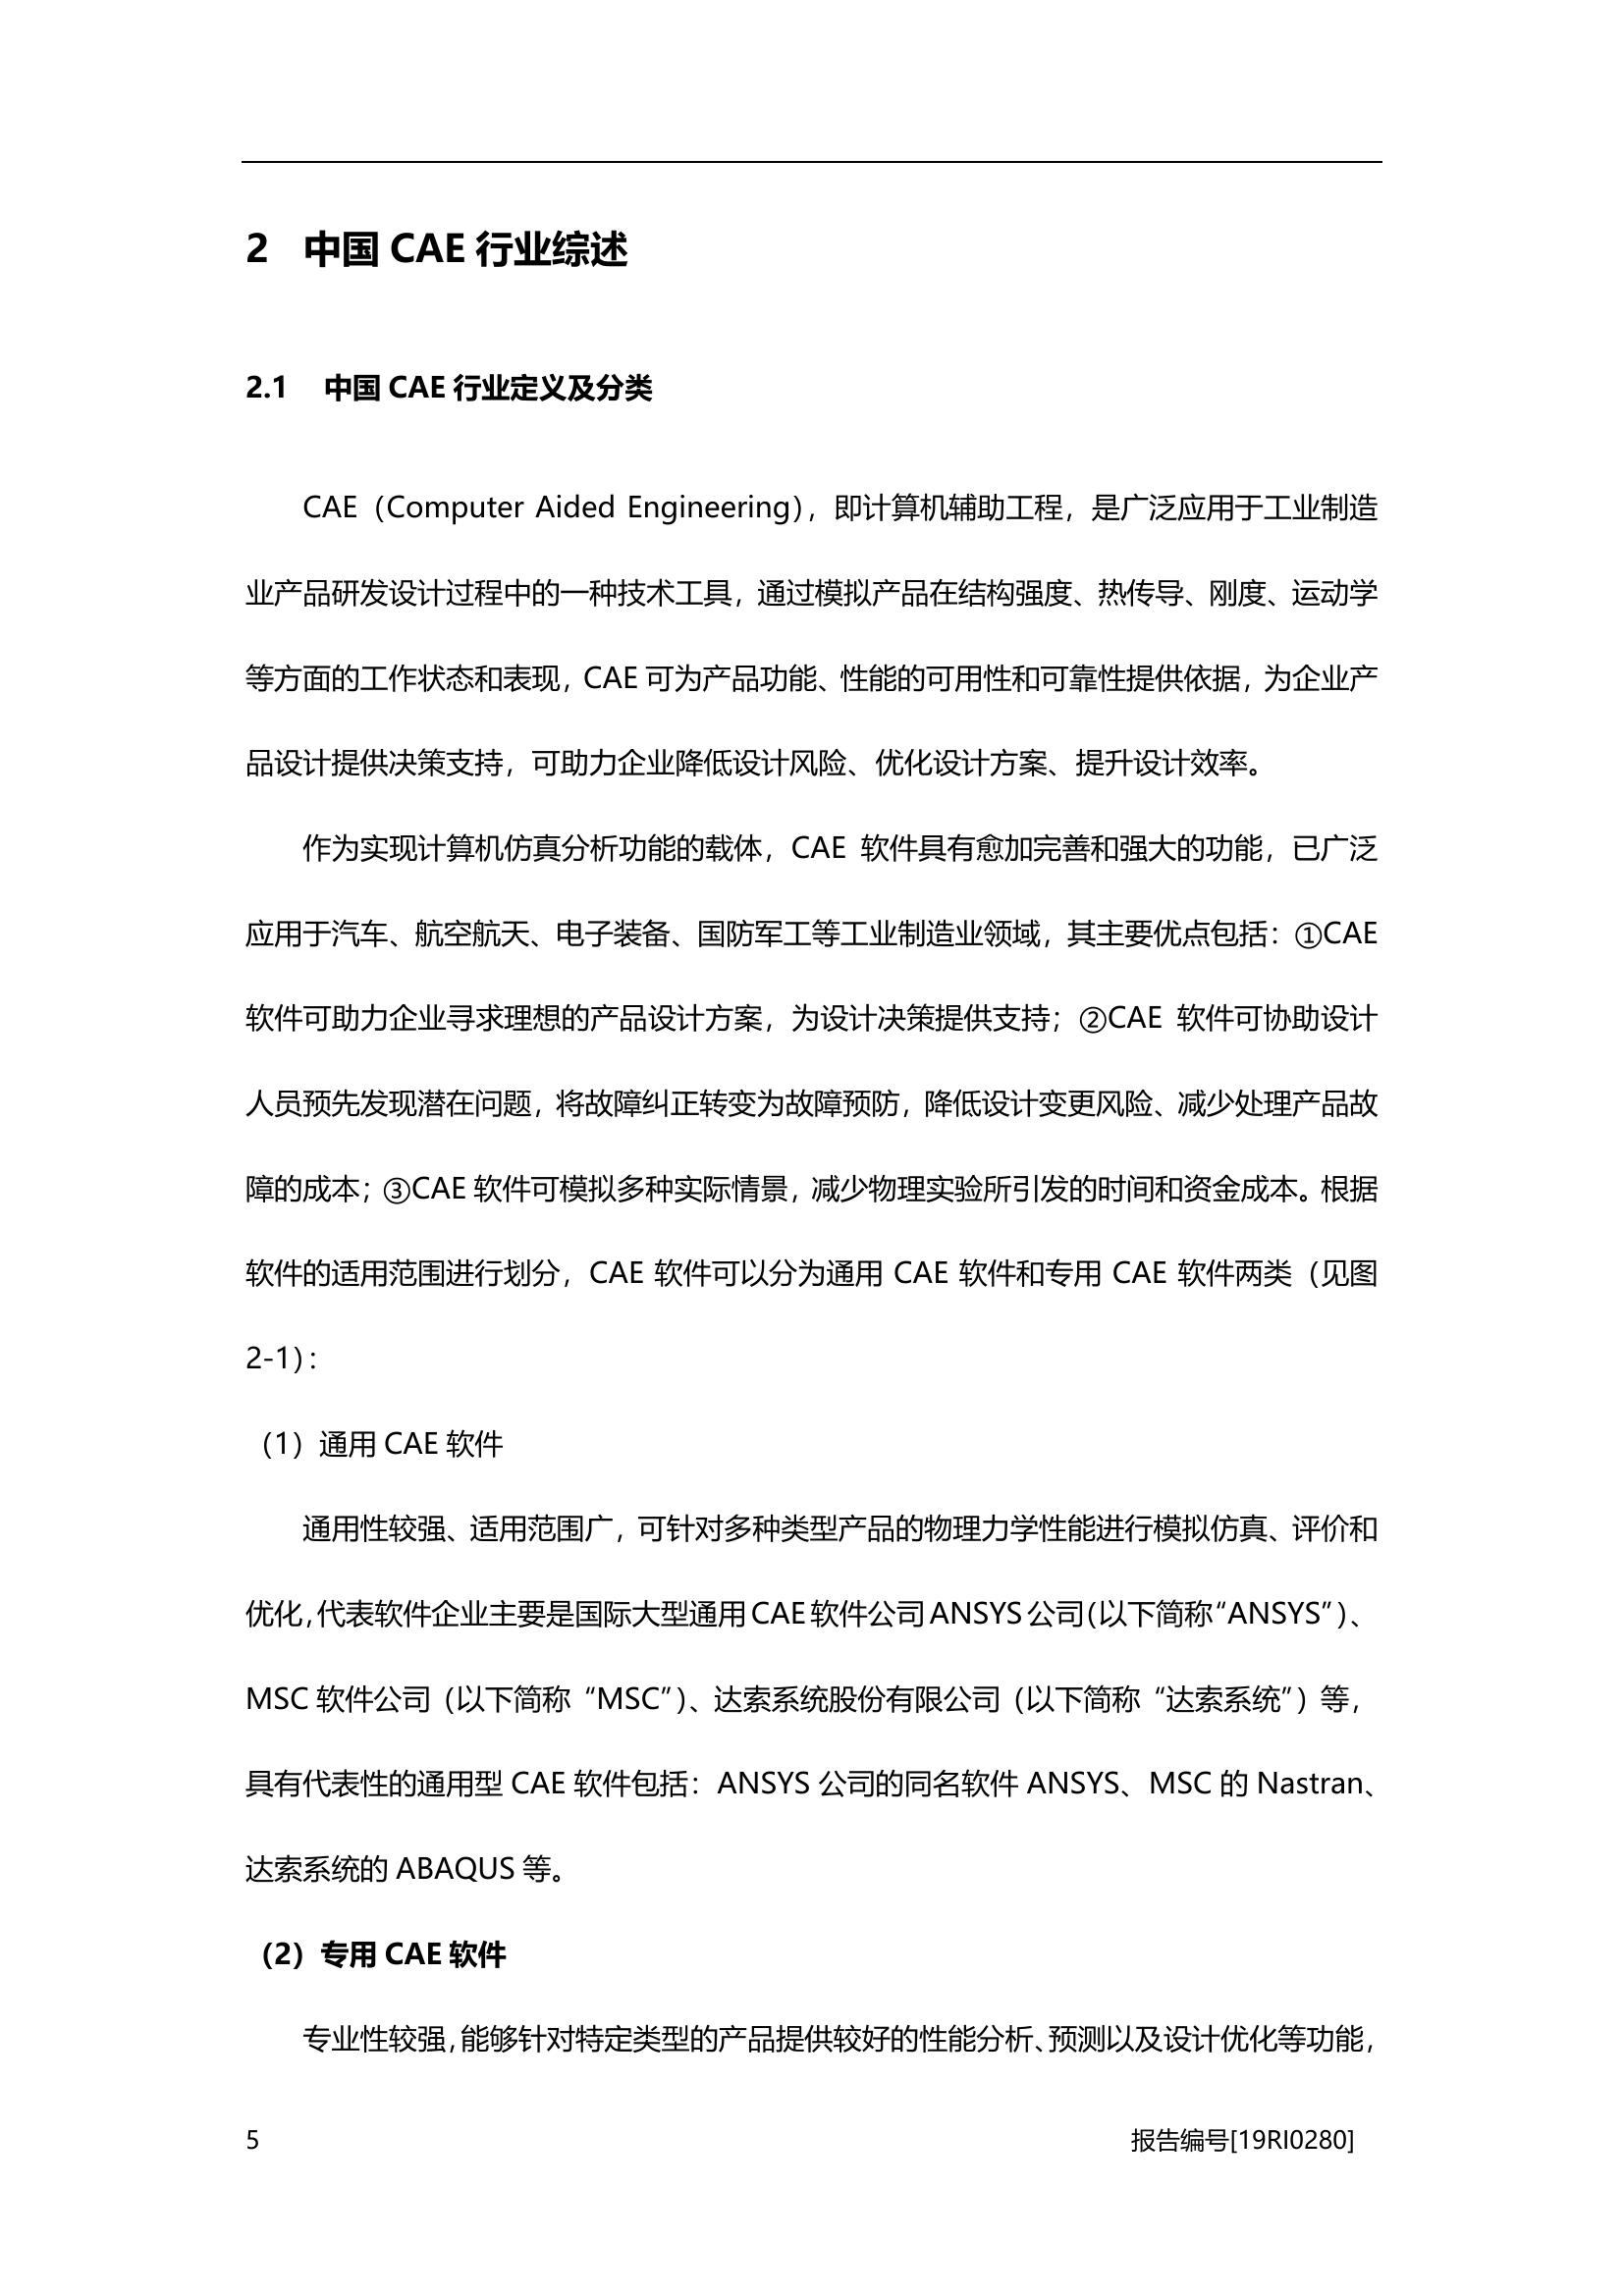 2 中国 CAE 行业综述
2.1 中国 CAE 行业定义及分类
CAE（Computer Aided Engineering），即计算机辅助工程，是广泛应用于工业制造
业产品研发设计过程中的一种技术工具，通过模拟产品在结构强度、热传导、刚度、运动学
等方面的工作状态和表现，CAE 可为产品功能、性能的可用性和可靠性提供依据，为企业产
品设计提供决策支持，可助力企业降低设计风险、优化设计方案、提升设计效率。
作为实现计算机仿真分析功能的载体，CAE 软件具有愈加完善和强大的功能，已广泛
应用于汽车、航空航天、电子装备、国防军工等工业制造业领域，其主要优点包括：①CAE
软件可助力企业寻求理想的产品设计方案，为设计决策提供支持；②CAE 软件可协助设计
人员预先发现潜在问题，将故障纠正转变为故障预防，降低设计变更风险、减少处理产品故
障的成本；③CAE 软件可模拟多种实际情景，减少物理实验所引发的时间和资金成本。根据
软件的适用范围进行划分，CAE 软件可以分为通用 CAE 软件和专用 CAE 软件两类（见图
2-1）：
（1）通用 CAE 软件
通用性较强、适用范围广，可针对多种类型产品的物理力学性能进行模拟仿真、评价和
优化，代表软件企业主要是国际大型通用 CAE 软件公司 ANSYS 公司（以下简称“ANSYS”）、
MSC 软件公司（以下简称“MSC”）、达索系统股份有限公司（以下简称“达索系统”）等，
具有代表性的通用型 CAE 软件包括：ANSYS 公司的同名软件 ANSYS、MSC 的 Nastran、
达索系统的 ABAQUS 等。
（2）专用 CAE 软件
专业性较强，能够针对特定类型的产品提供较好的性能分析、预测以及设计优化等功能，
5 报告编号[19RI0280]